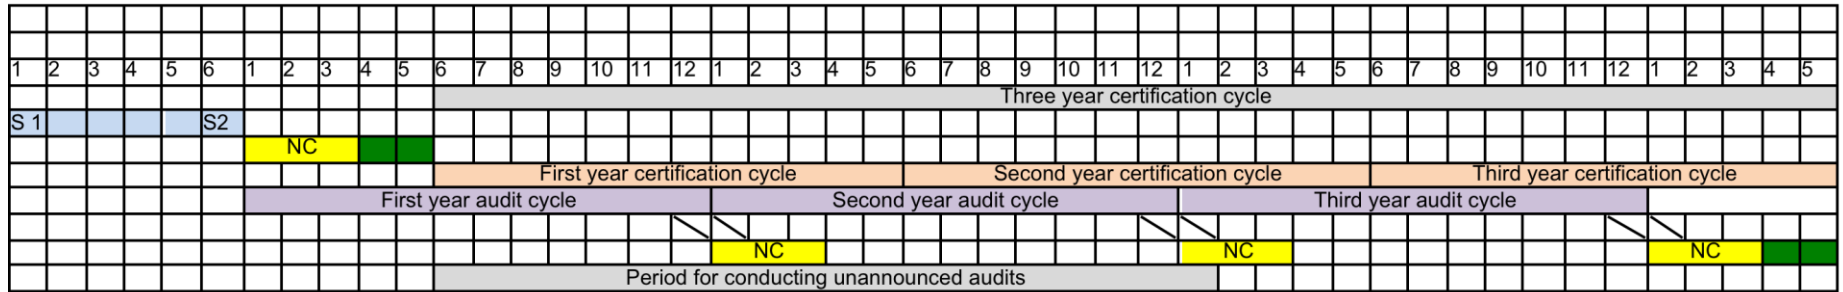 1 2 3 4 5 6 1 2 3 4 5 6 7 8 9 10 11 12 1 2 3 4 5 6 7 8 9 10 11 12 1 2 3 4 5 6 7 8 9 10 11 12 1 2 3 4 5
Three year certification cycle
S 1 S2
NC
First year certification cycle Second year certification cycle Third year certification cycle
First year audit cycle Second year audit cycle Third year audit cycle
NC NC NC
Period for conducting unannounced audits